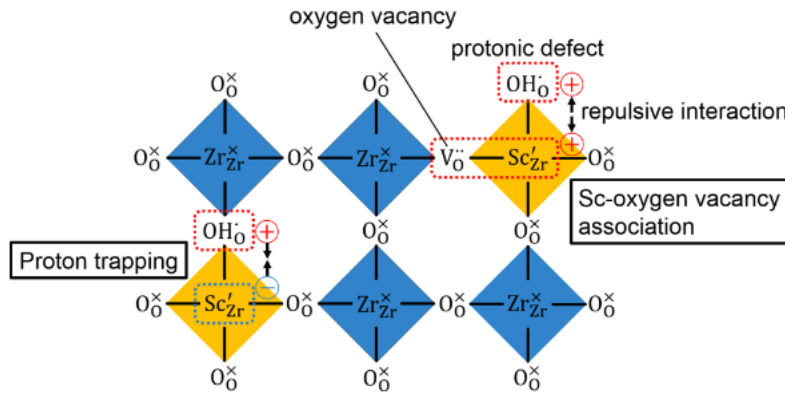 oxygen vacancy
protonic defect
O_O^× O_O^× OH_O^· +
repulsive interaction
+
O_O^× Zr_Zr^× O_O^× Zr_Zr^× V_O^·· Sc′_Zr O_O^×
Sc-oxygen vacancy
association
OH_O^· + O_O^× O_O^×
Proton trapping
−
O_O^× Sc′_Zr O_O^× Zr_Zr^× O_O^× Zr_Zr^× O_O^×
O_O^× O_O^× O_O^×